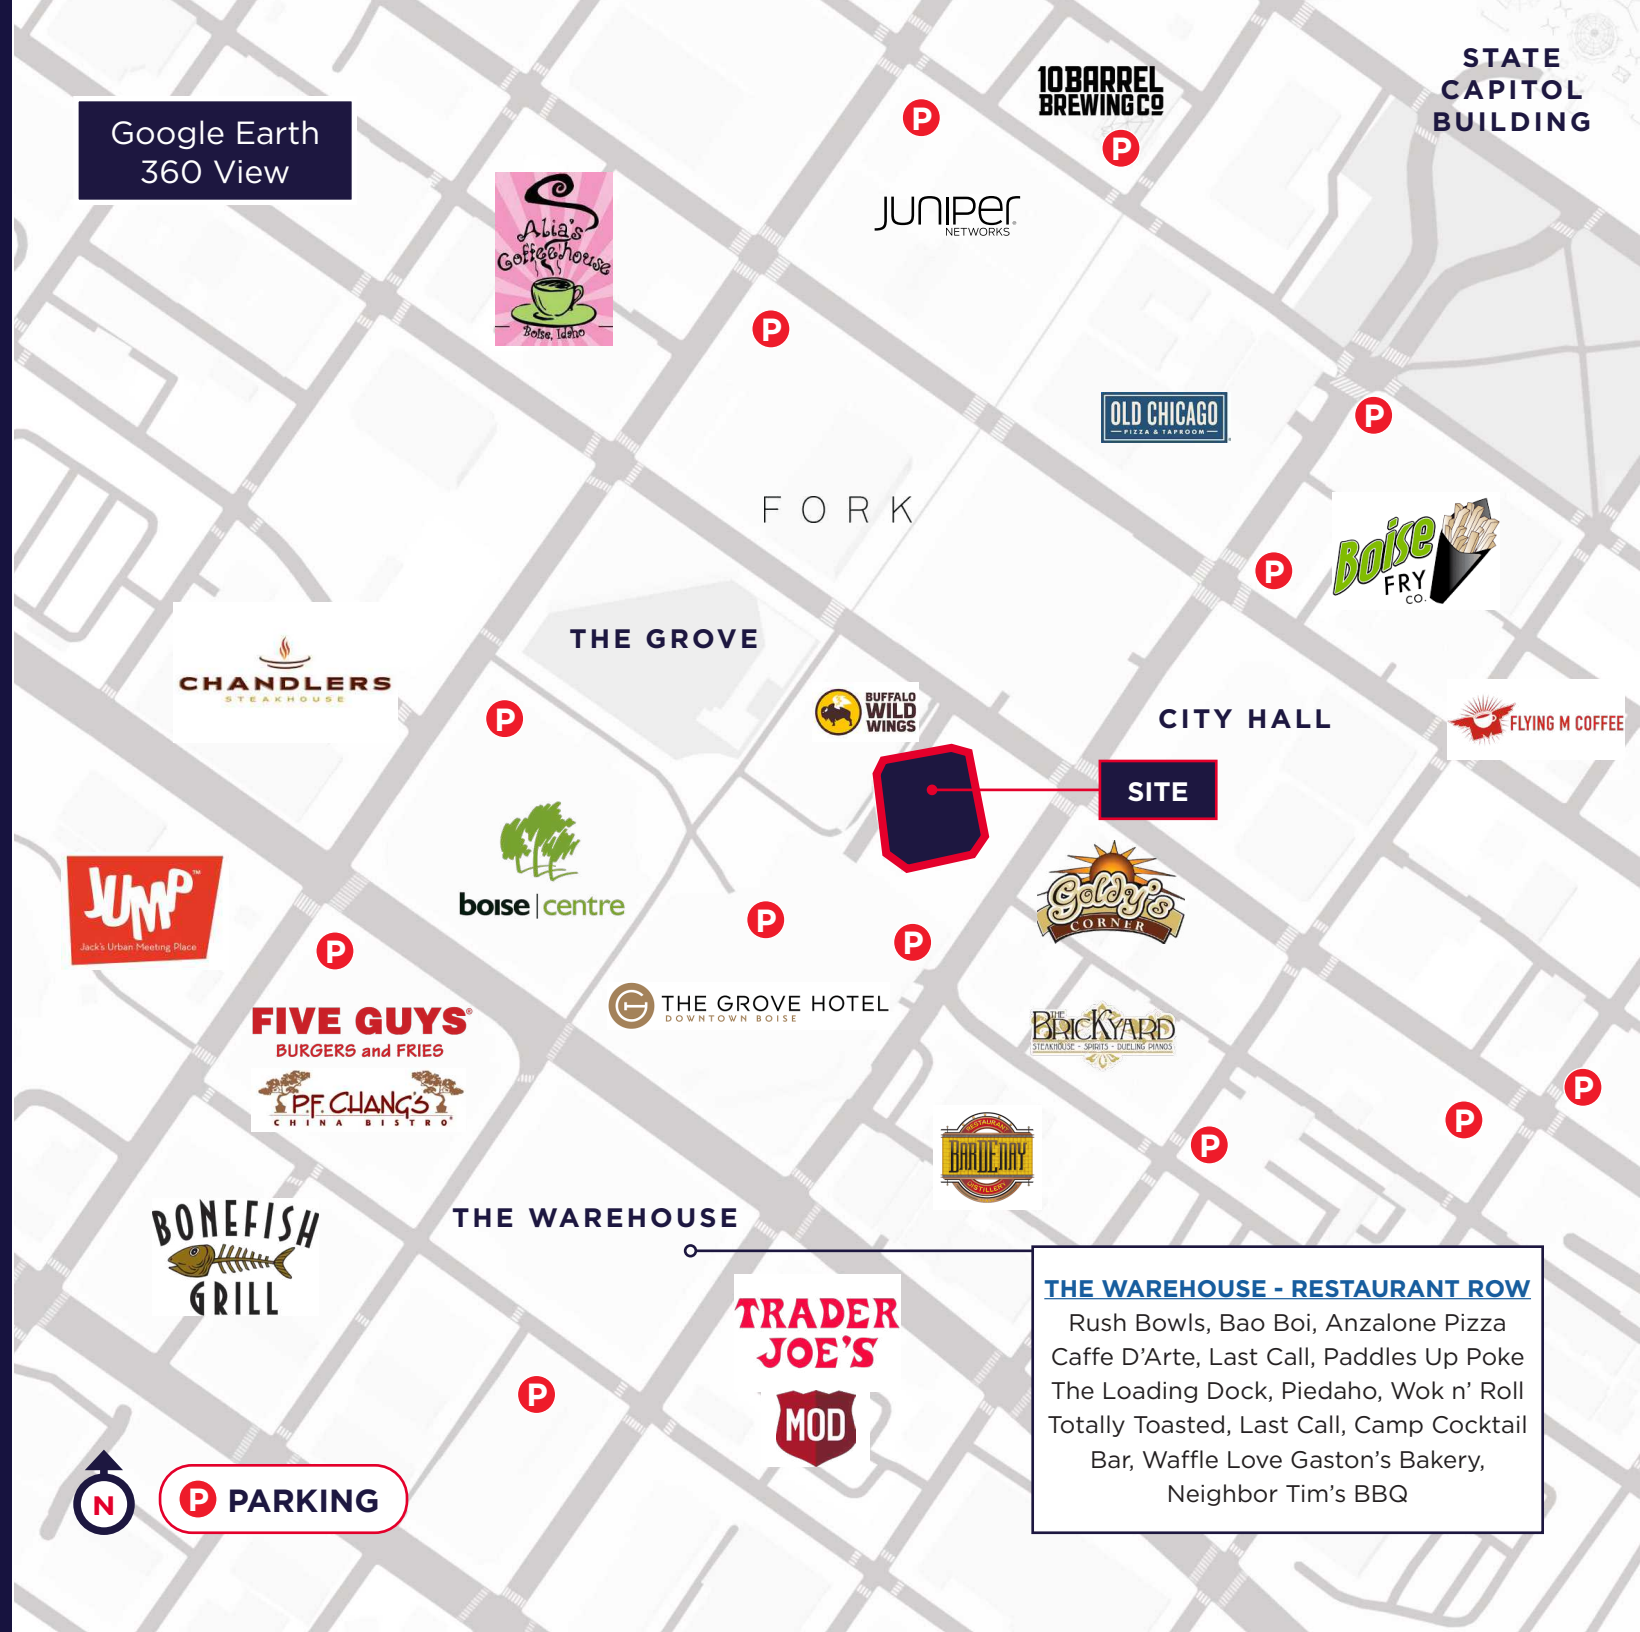 STATE
CAPITOL
BUILDING
10 BARREL
BREWING CO
P
P
Google Earth
360 View
Alia's
Coffeehouse
Boise, Idaho
JUNIPer
NETWORKS
P
OLD CHICAGO
PIZZA & TAPROOM
P
FORK
Boise
FRY
CO.
P
THE GROVE
CHANDLERS
STEAKHOUSE
P
BUFFALO
WILD
WINGS
CITY HALL
FLYING M COFFEE
SITE
boise | centre
JUMP™
Jack's Urban Meeting Place
Goldy's
CORNER
P
P
P
FIVE GUYS®
BURGERS and FRIES
THE GROVE HOTEL
DOWNTOWN BOISE
THE
BRICKYARD
STEAKHOUSE - SPIRITS - DUELING PIANOS
P.F. CHANG'S
CHINA BISTRO
P
P
P
RESTAURANT
BARDENAY
DISTILLERY
BONEFISH
GRILL
THE WAREHOUSE
TRADER
JOE'S
MOD
P
THE WAREHOUSE - RESTAURANT ROW
Rush Bowls, Bao Boi, Anzalone Pizza
Caffe D'Arte, Last Call, Paddles Up Poke
The Loading Dock, Piedaho, Wok n' Roll
Totally Toasted, Last Call, Camp Cocktail
Bar, Waffle Love Gaston's Bakery,
Neighbor Tim's BBQ
N
P PARKING